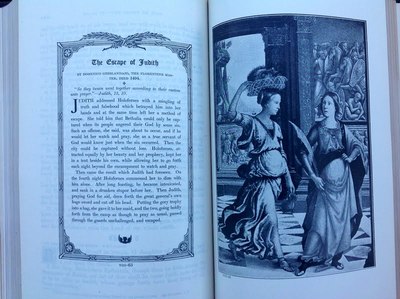 The Escape of Judith
BY DOMENICO GHIRLANDAJO, THE FLORENTINE MAS-
TER, DIED 1495.
"So they twain went together according to their custom
unto prayer."—Judith, 13, 10.
JUDITH addressed Holofernes with a mingling of
truth and falsehood which betrayed him into her
hands and at the same time left her a method of
escape. She told him that Bethulia could only be cap-
tured when its people angered their God by some sin.
Such an offense, she said, was about to occur, and if he
would let her watch and pray, she as a true servant of
God would know just when the sin occurred. Then the
city could be captured without loss. Holofernes, at-
tracted equally by her beauty and her prophecy, kept her
in a tent beside his own, while allowing her to go forth
each night beyond the encampment to watch and pray.
Then came the result which Judith had foreseen. On
the fourth night Holofernes commanded her to dine with
him alone. After long feasting, he became intoxicated,
and sank in a drunken stupor before her. Then Judith,
praying God for aid, drew forth the great general's own
huge sword and cut off his head. Putting the gory trophy
into a bag, she gave it to her maid, and the two, going boldly
forth from the camp as though to pray as usual, passed
through the guards unchallenged, and escaped.